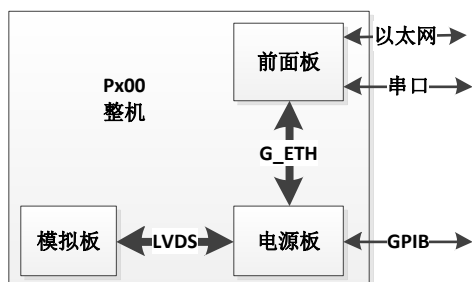 以太网
前面板
Px00
整机
串口
G_ETH
模拟板
LVDS
电源板
GPIB